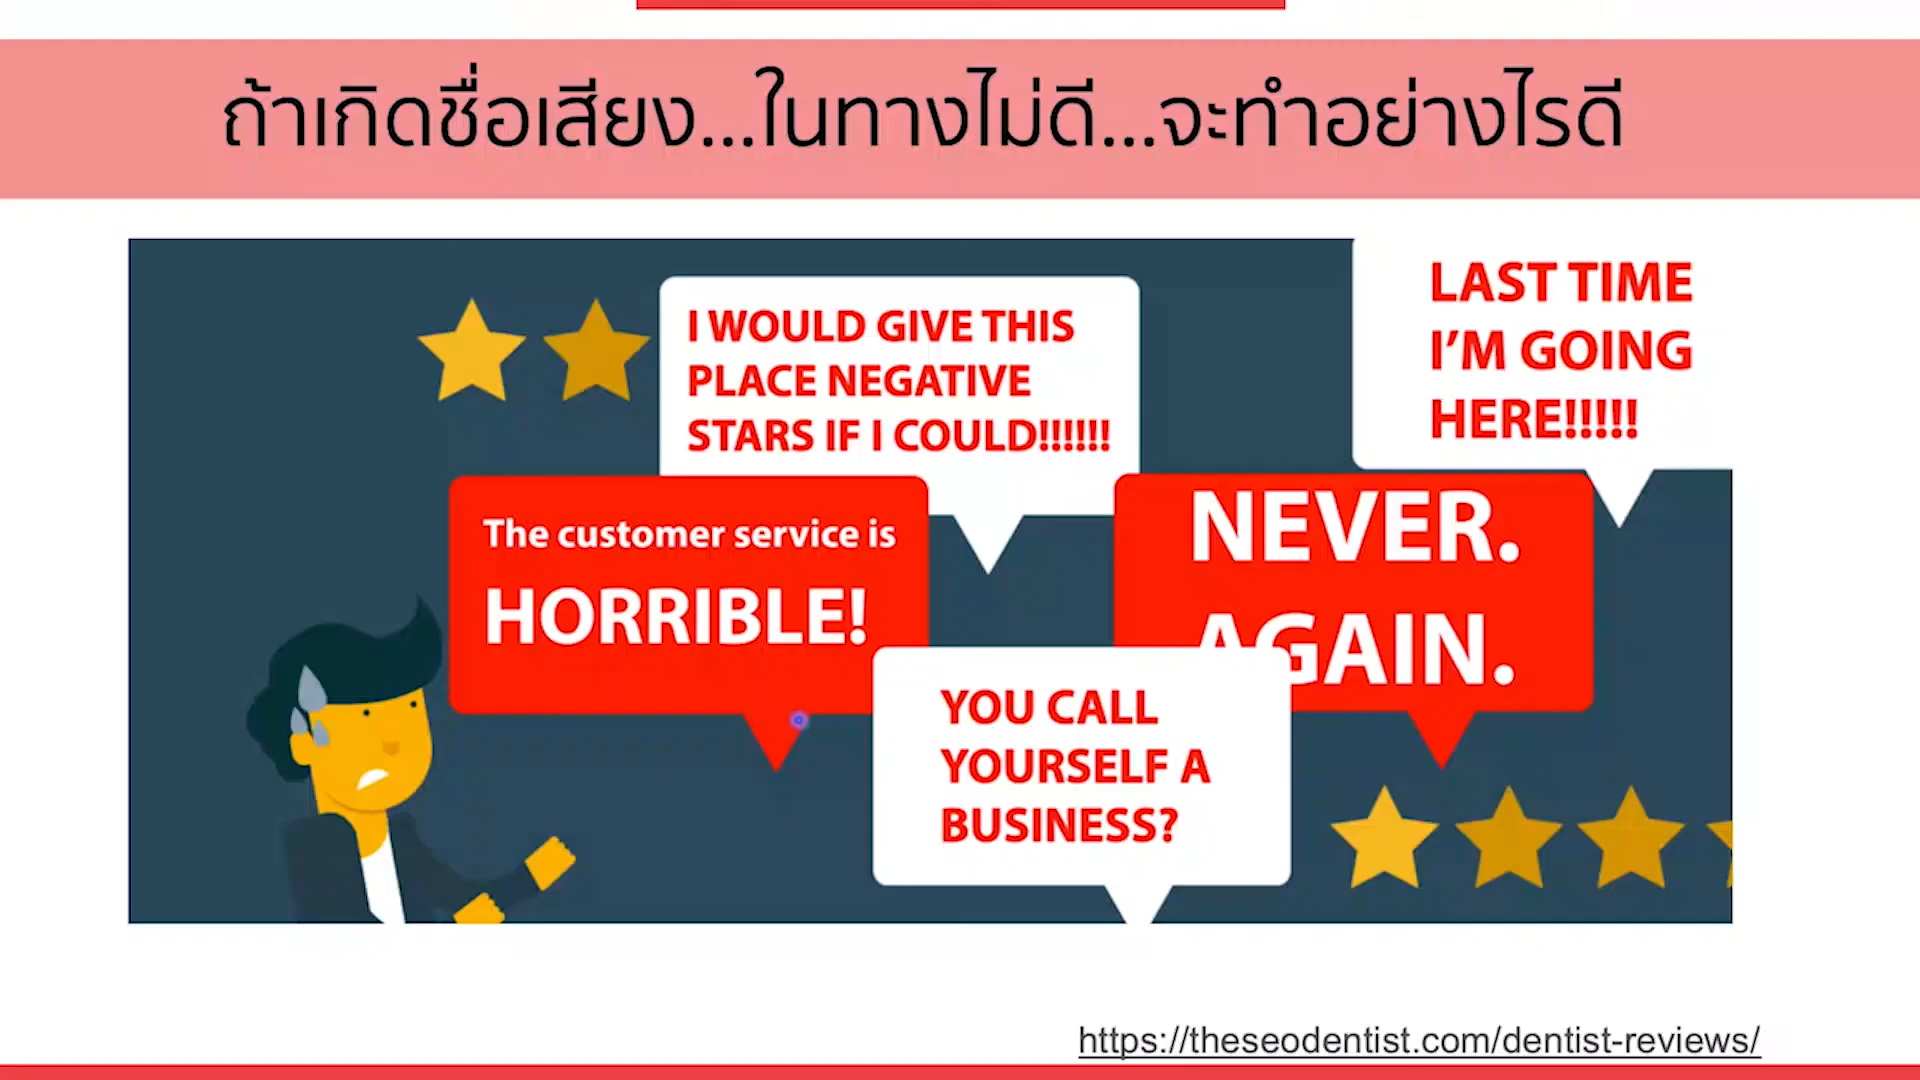 ถ้าเกิดชื่อเสียง...ในทางไม่ดี...จะทำอย่างไรดี
I WOULD GIVE THIS
PLACE NEGATIVE
STARS IF I COULD!!!!!!
LAST TIME
I'M GOING
HERE!!!!!
The customer service is
HORRIBLE!
NEVER.
AGAIN.
YOU CALL
YOURSELF A
BUSINESS?
https://theseodentist.com/dentist-reviews/